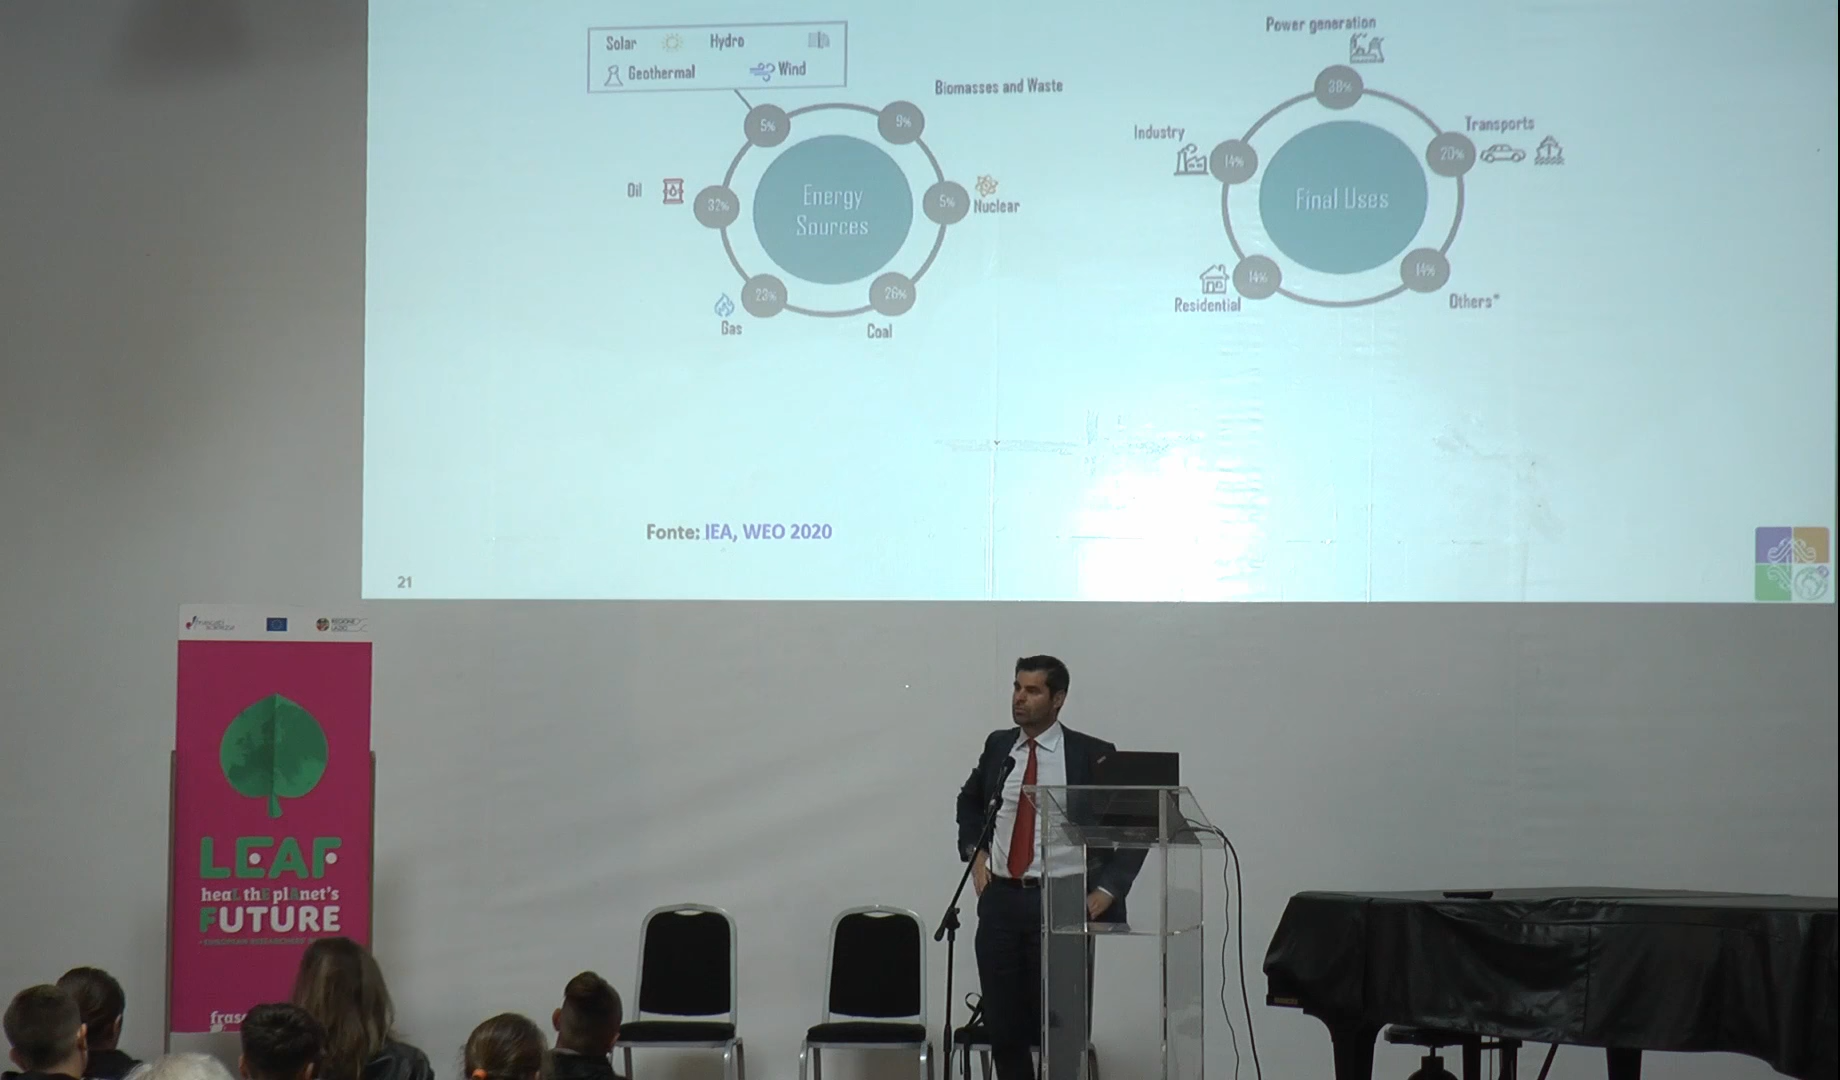 Solar
Hydro
Geothermal
Wind
Biomasses and Waste
5%
9%
Oil
32%
Energy
Sources
5%
Nuclear
23%
26%
Gas
Coal
Power generation
38%
Industry
14%
Transports
20%
Final Uses
14%
14%
Residential
Others*
Fonte: IEA, WEO 2020
21
LEAF
heaL thE plAnet's
FUTURE
fras